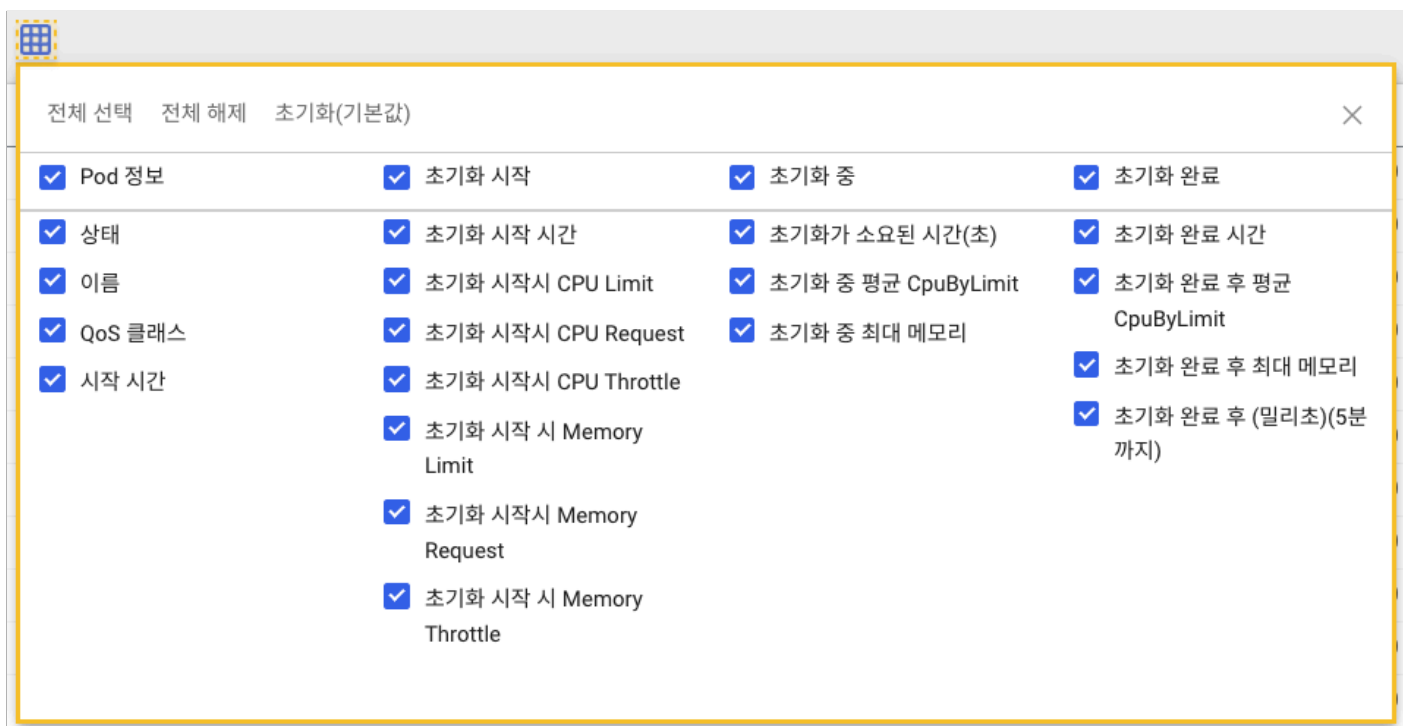 전체 선택 전체 해제 초기화(기본값)
Pod 정보 초기화 시작 초기화 중 초기화 완료
상태
이름
QoS 클래스
시작 시간
초기화 시작 시간
초기화 시작시 CPU Limit
초기화 시작시 CPU Request
초기화 시작시 CPU Throttle
초기화 시작 시 Memory
Limit
초기화 시작시 Memory
Request
초기화 시작 시 Memory
Throttle
초기화가 소요된 시간(초)
초기화 중 평균 CpuByLimit
초기화 중 최대 메모리
초기화 완료 시간
초기화 완료 후 평균
CpuByLimit
초기화 완료 후 최대 메모리
초기화 완료 후 (밀리초)(5분
까지)